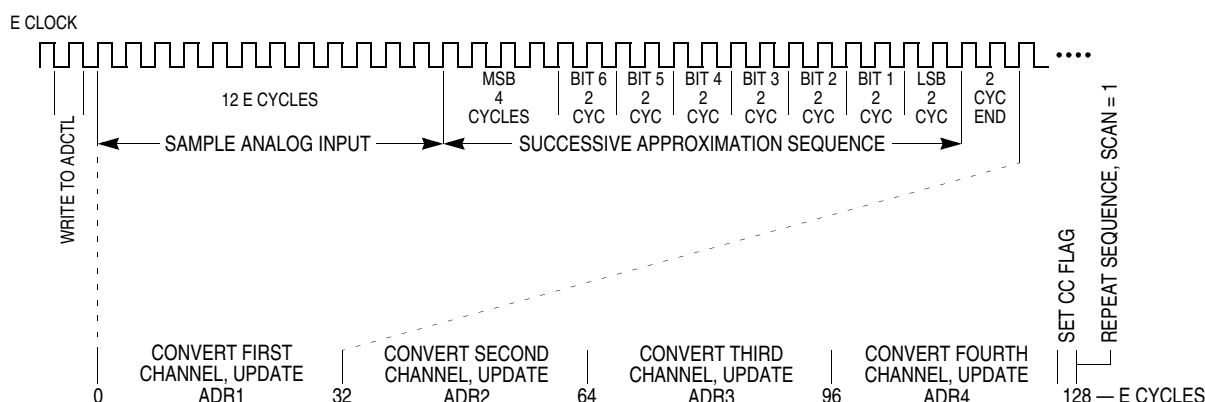 E CLOCK
12 E CYCLES
MSB
4
CYCLES
BIT 6
2
CYC
BIT 5
2
CYC
BIT 4
2
CYC
BIT 3
2
CYC
BIT 2
2
CYC
BIT 1
2
CYC
LSB
2
CYC
2
CYC
END
WRITE TO ADCTL
SAMPLE ANALOG INPUT
SUCCESSIVE APPROXIMATION SEQUENCE
SET CC FLAG
REPEAT SEQUENCE, SCAN = 1
CONVERT FIRST
CHANNEL, UPDATE
ADR1
CONVERT SECOND
CHANNEL, UPDATE
ADR2
CONVERT THIRD
CHANNEL, UPDATE
ADR3
CONVERT FOURTH
CHANNEL, UPDATE
ADR4
0
32
64
96
128 — E CYCLES